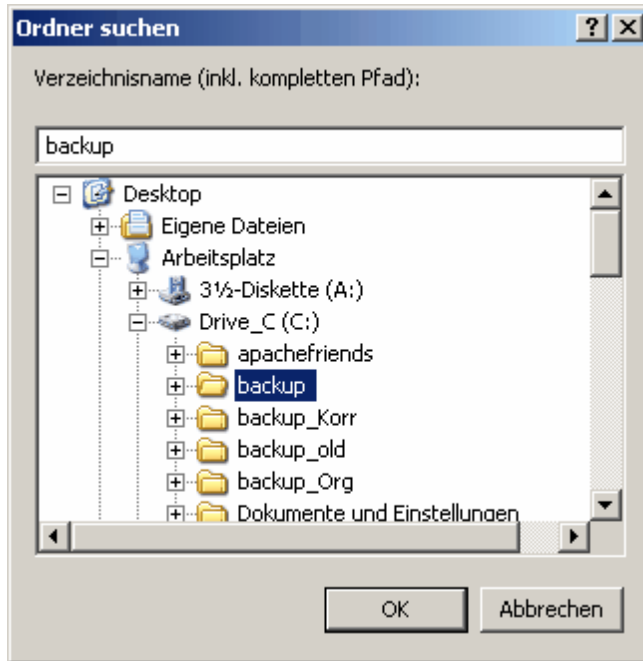 Ordner suchen
Verzeichnisname (inkl. kompletten Pfad):
backup
Desktop
Eigene Dateien
Arbeitsplatz
3½-Diskette (A:)
Drive_C (C:)
apachefriends
backup
backup_Korr
backup_old
backup_Org
Dokumente und Einstellungen
OK Abbrechen